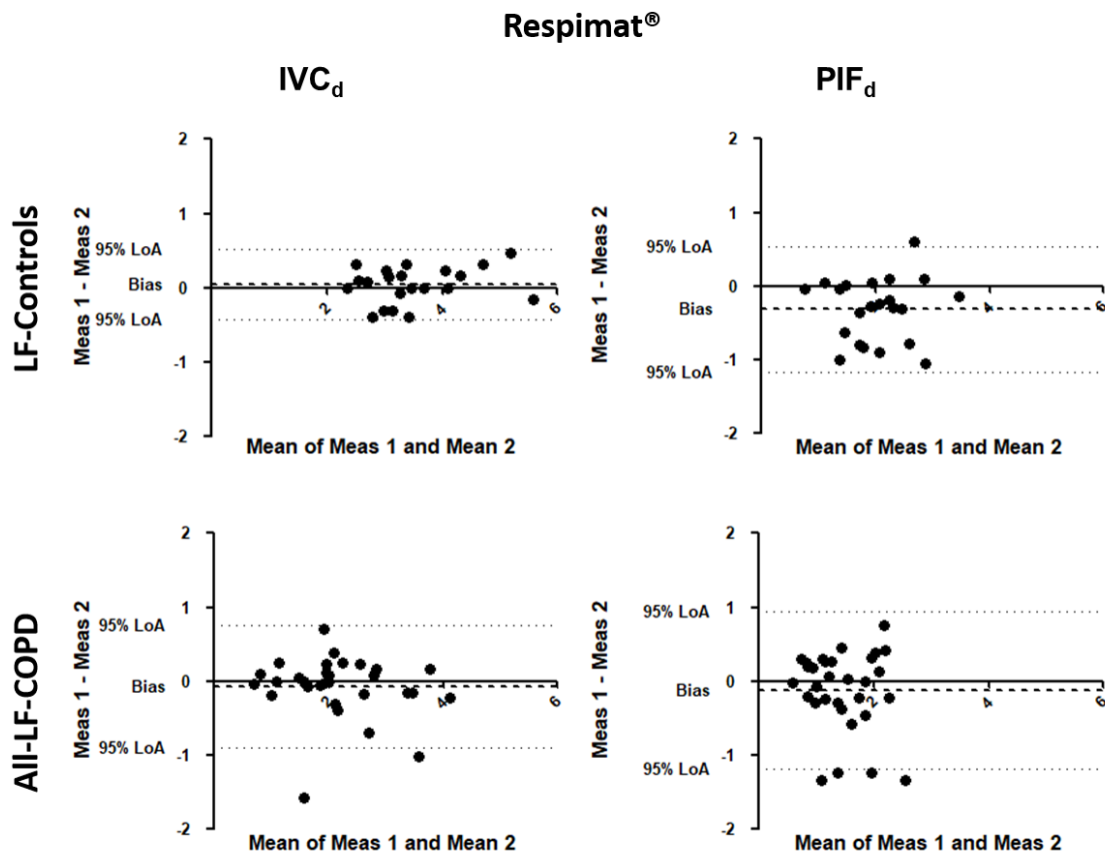 Respimat®
IVCd
PIFd
LF-Controls
Meas 1 - Meas 2
2
1
0
-1
-2
95% LoA
Bias
95% LoA
2
4
6
Mean of Meas 1 and Mean 2
Meas 1 - Meas 2
2
1
0
-1
-2
95% LoA
Bias
95% LoA
2
4
6
Mean of Meas 1 and Mean 2
All-LF-COPD
Meas 1 - Meas 2
2
1
0
-1
-2
95% LoA
Bias
95% LoA
2
4
6
Mean of Meas 1 and Meas 2
Meas 1 - Meas 2
2
1
0
-1
-2
95% LoA
Bias
95% LoA
2
4
6
Mean of Meas 1 and Meas 2